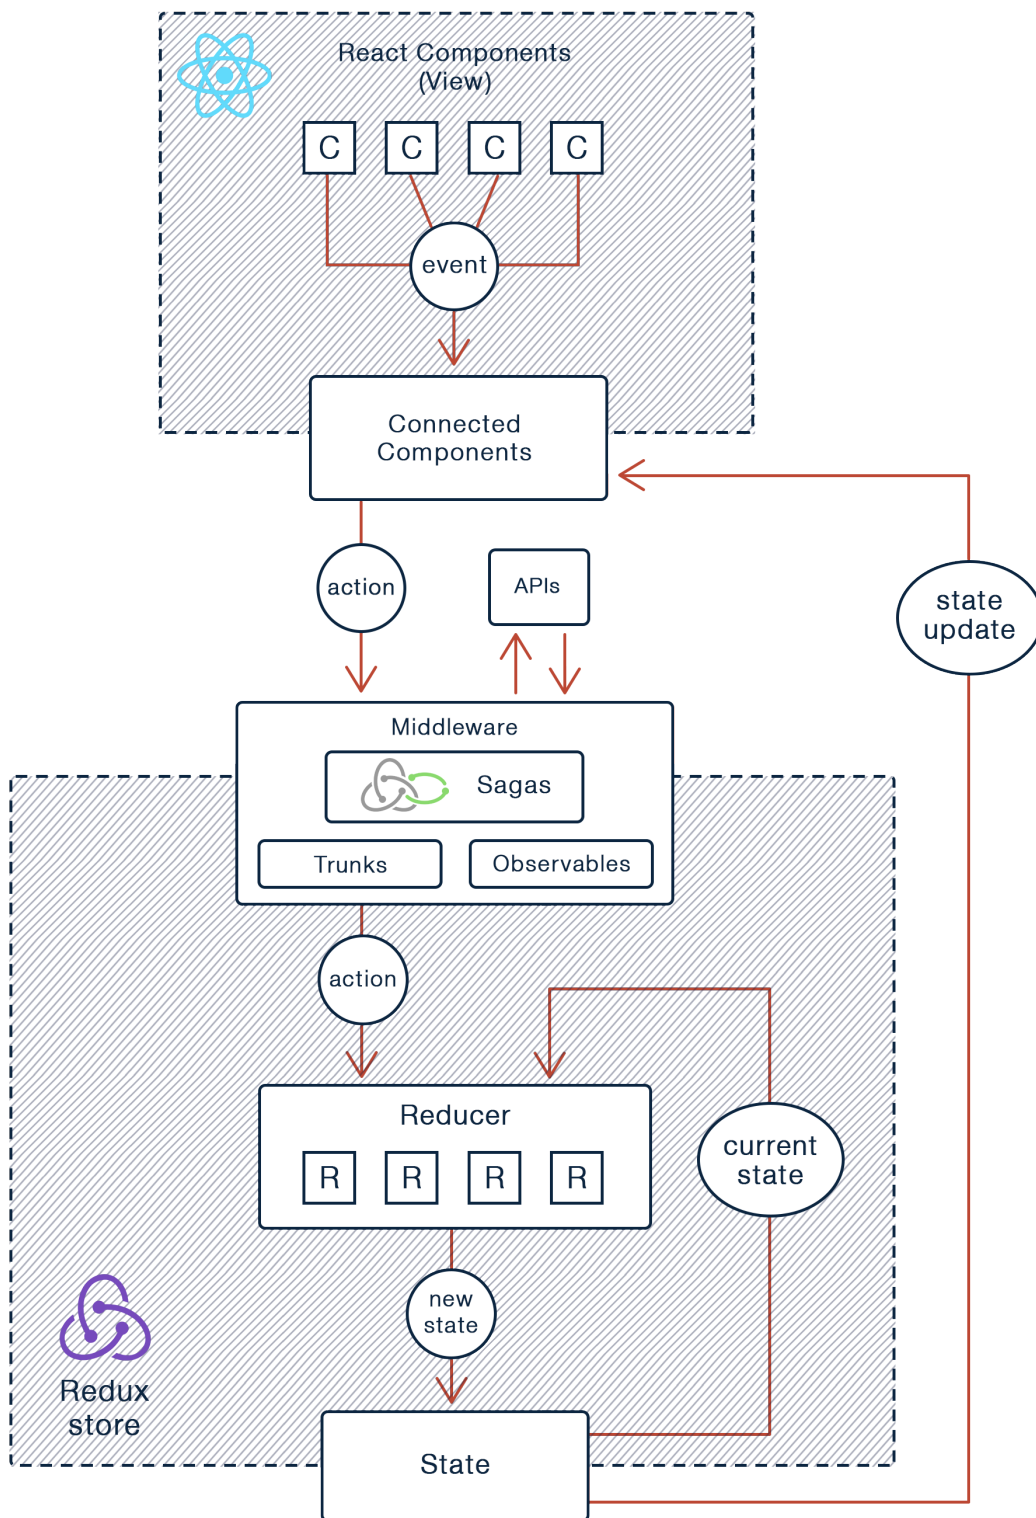 React Components
(View)
C C C C
event
Connected
Components
action
APIs
state
update
Middleware
Sagas
Trunks
Observables
action
Reducer
R R R R
current
state
new
state
Redux
store
State